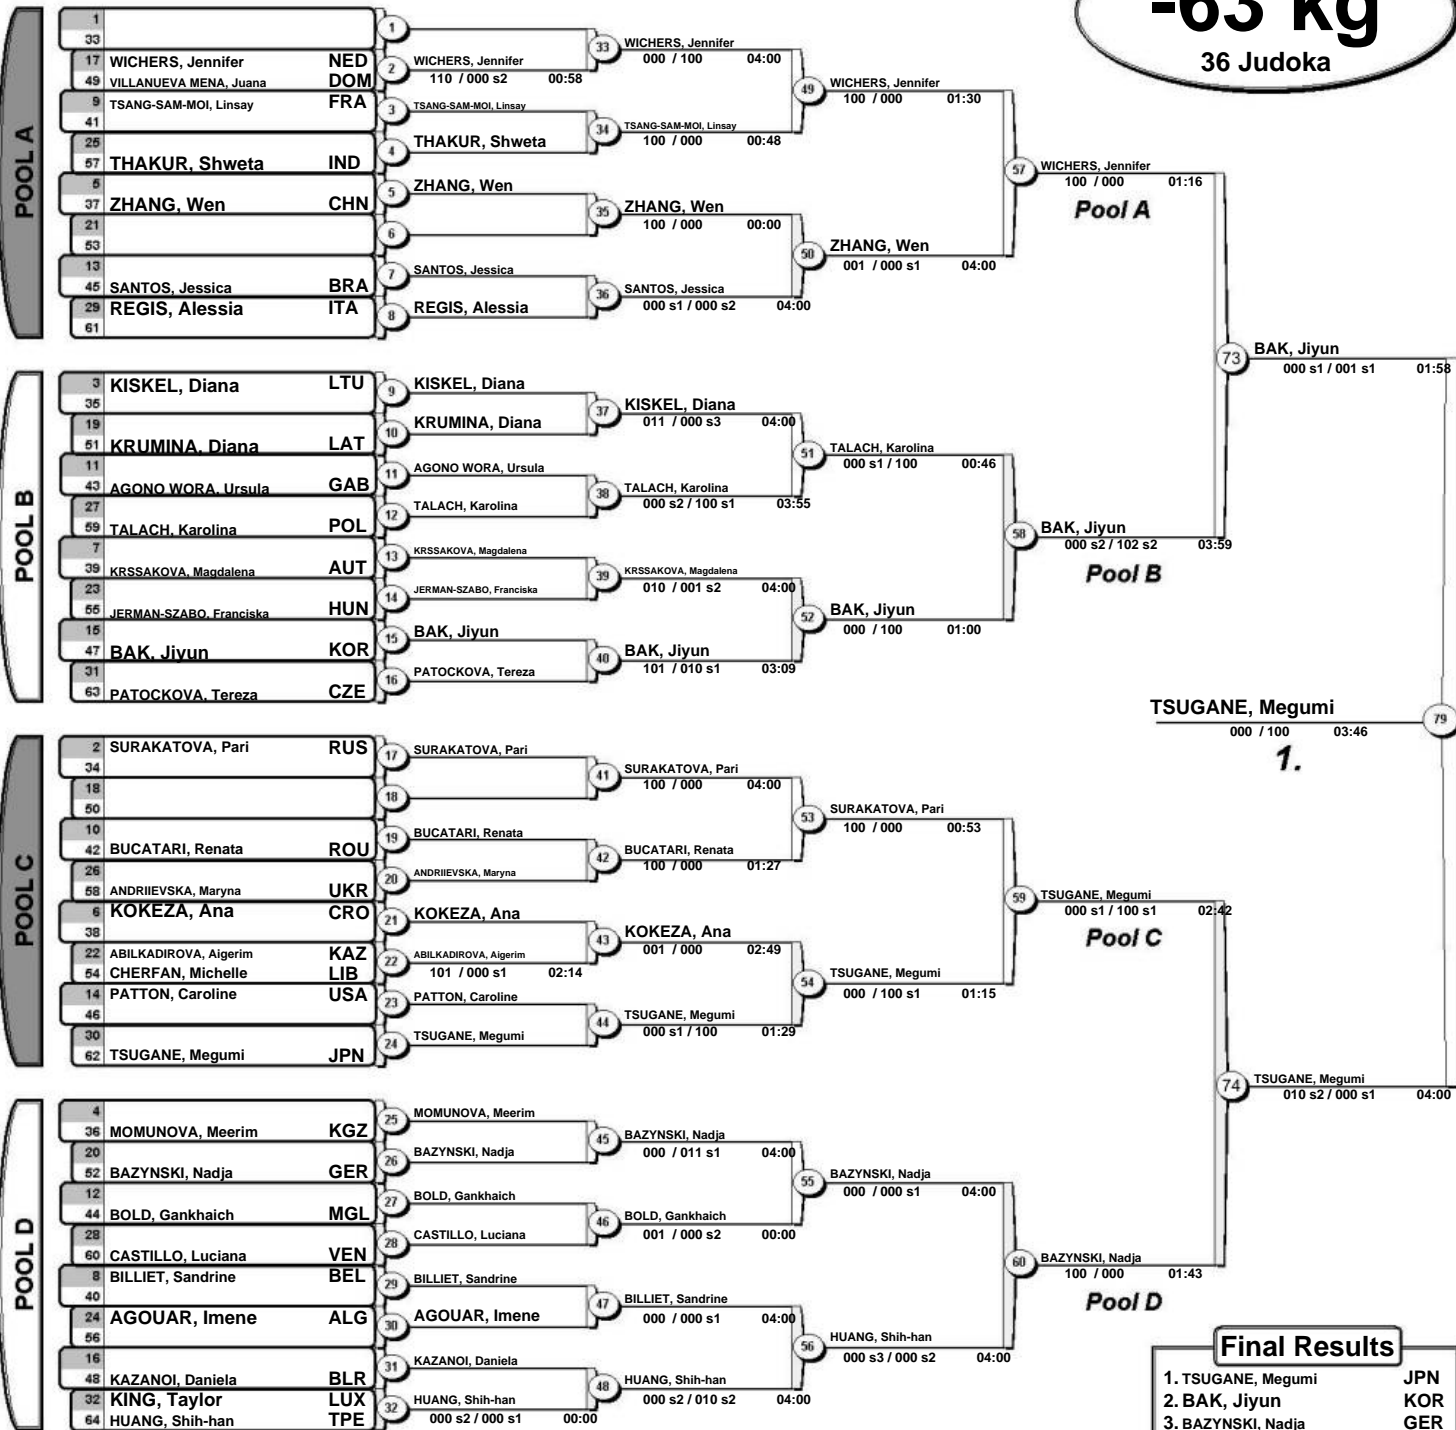 -63 kg
36 Judoka
POOL A
1
33
17 WICHERS, Jennifer NED
49 VILLANUEVA MENA, Juana DOM
9 TSANG-SAM-MOI, Linsay FRA
41
25
57 THAKUR, Shweta IND
5
37 ZHANG, Wen CHN
21
53
13
45 SANTOS, Jessica BRA
29 REGIS, Alessia ITA
61
1
2 WICHERS, Jennifer
110 / 000 s2 00:58
3 TSANG-SAM-MOI, Linsay
4 THAKUR, Shweta
5 ZHANG, Wen
6
7 SANTOS, Jessica
8 REGIS, Alessia
33 WICHERS, Jennifer
000 / 100 04:00
34 TSANG-SAM-MOI, Linsay
100 / 000 00:48
35 ZHANG, Wen
100 / 000 00:00
36 SANTOS, Jessica
000 s1 / 000 s2 04:00
49 WICHERS, Jennifer
100 / 000 01:30
50 ZHANG, Wen
001 / 000 s1 04:00
57 WICHERS, Jennifer
100 / 000 01:16
Pool A
POOL B
3 KISKEL, Diana LTU
35
19
51 KRUMINA, Diana LAT
11
43 AGONO WORA, Ursula GAB
27
59 TALACH, Karolina POL
7
39 KRSSAKOVA, Magdalena AUT
23
55 JERMAN-SZABO, Franciska HUN
15
47 BAK, Jiyun KOR
31
63 PATOCKOVA, Tereza CZE
9 KISKEL, Diana
10 KRUMINA, Diana
11 AGONO WORA, Ursula
12 TALACH, Karolina
13 KRSSAKOVA, Magdalena
14 JERMAN-SZABO, Franciska
15 BAK, Jiyun
16 PATOCKOVA, Tereza
37 KISKEL, Diana
011 / 000 s3 04:00
38 TALACH, Karolina
000 s2 / 100 s1 03:55
39 KRSSAKOVA, Magdalena
010 / 001 s2 04:00
40 BAK, Jiyun
101 / 010 s1 03:09
51 TALACH, Karolina
000 s1 / 100 00:46
52 BAK, Jiyun
000 / 100 01:00
58 BAK, Jiyun
000 s2 / 102 s2 03:59
Pool B
73 BAK, Jiyun
000 s1 / 001 s1 01:58
TSUGANE, Megumi 79
000 / 100 03:46
1.
POOL C
2 SURAKATOVA, Pari RUS
34
18
50
10
42 BUCATARI, Renata ROU
26
58 ANDRIIEVSKA, Maryna UKR
6 KOKEZA, Ana CRO
38
22 ABILKADIROVA, Aigerim KAZ
54 CHERFAN, Michelle LIB
14 PATTON, Caroline USA
46
30
62 TSUGANE, Megumi JPN
17 SURAKATOVA, Pari
18
19 BUCATARI, Renata
20 ANDRIIEVSKA, Maryna
21 KOKEZA, Ana
22 ABILKADIROVA, Aigerim
101 / 000 s1 02:14
23 PATTON, Caroline
24 TSUGANE, Megumi
41 SURAKATOVA, Pari
100 / 000 04:00
42 BUCATARI, Renata
100 / 000 01:27
43 KOKEZA, Ana
001 / 000 02:49
44 TSUGANE, Megumi
000 s1 / 100 01:29
53 SURAKATOVA, Pari
100 / 000 00:53
54 TSUGANE, Megumi
000 / 100 s1 01:15
59 TSUGANE, Megumi
000 s1 / 100 s1 02:42
Pool C
74 TSUGANE, Megumi
010 s2 / 000 s1 04:00
POOL D
4
36 MOMUNOVA, Meerim KGZ
20
52 BAZYNSKI, Nadja GER
12
44 BOLD, Gankhaich MGL
28
60 CASTILLO, Luciana VEN
8 BILLIET, Sandrine BEL
40
24 AGOUAR, Imene ALG
56
16
48 KAZANOI, Daniela BLR
32 KING, Taylor LUX
64 HUANG, Shih-han TPE
25 MOMUNOVA, Meerim
26 BAZYNSKI, Nadja
27 BOLD, Gankhaich
28 CASTILLO, Luciana
29 BILLIET, Sandrine
30 AGOUAR, Imene
31 KAZANOI, Daniela
32 HUANG, Shih-han
000 s2 / 000 s1 00:00
45 BAZYNSKI, Nadja
000 / 011 s1 04:00
46 BOLD, Gankhaich
001 / 000 s2 00:00
47 BILLIET, Sandrine
000 / 000 s1 04:00
48 HUANG, Shih-han
000 s2 / 010 s2 04:00
55 BAZYNSKI, Nadja
000 / 000 s1 04:00
56 HUANG, Shih-han
000 s3 / 000 s2 04:00
60 BAZYNSKI, Nadja
100 / 000 01:43
Pool D
Final Results
1. TSUGANE, Megumi JPN
2. BAK, Jiyun KOR
3. BAZYNSKI, Nadja GER